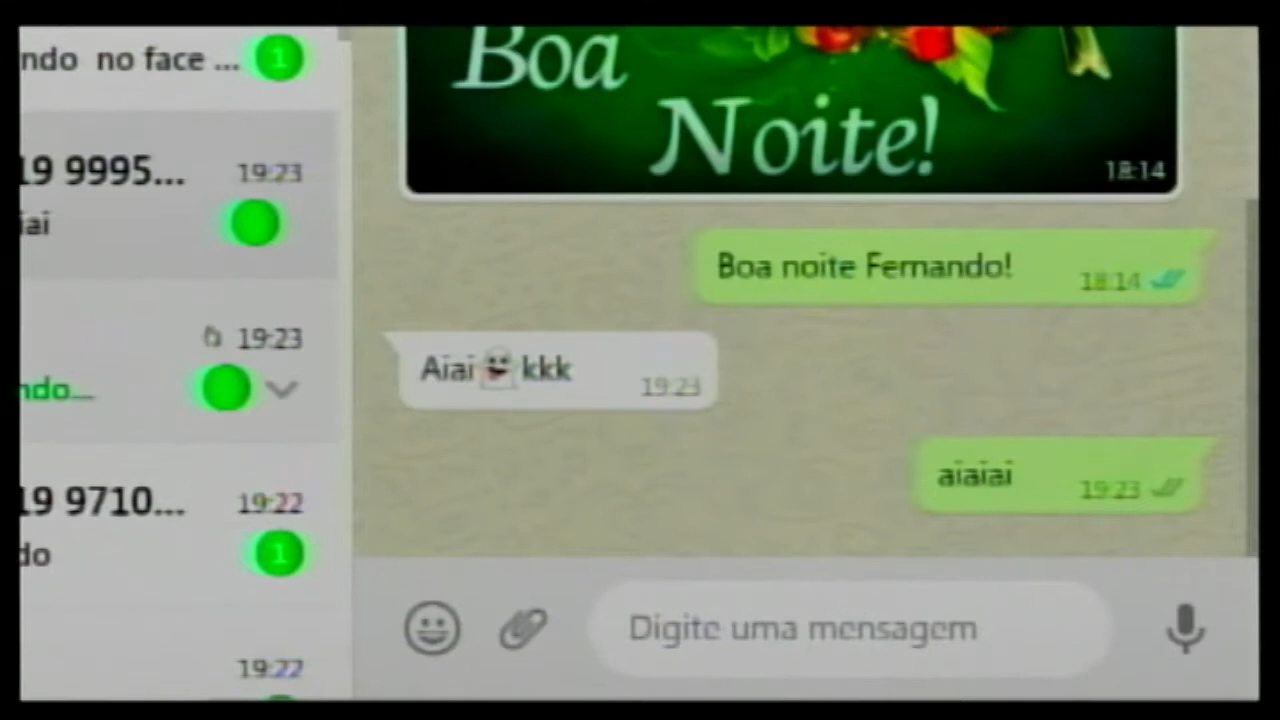 ndo no face ...
1
19 9995...
19:23
iai
19:23
ndo...
19 9710...
19:22
do
1
19:22
Boa
Noite!
18:14
Boa noite Fernando!
18:14
Aiai👻kkk
19:23
aiaiai
19:23
Digite uma mensagem